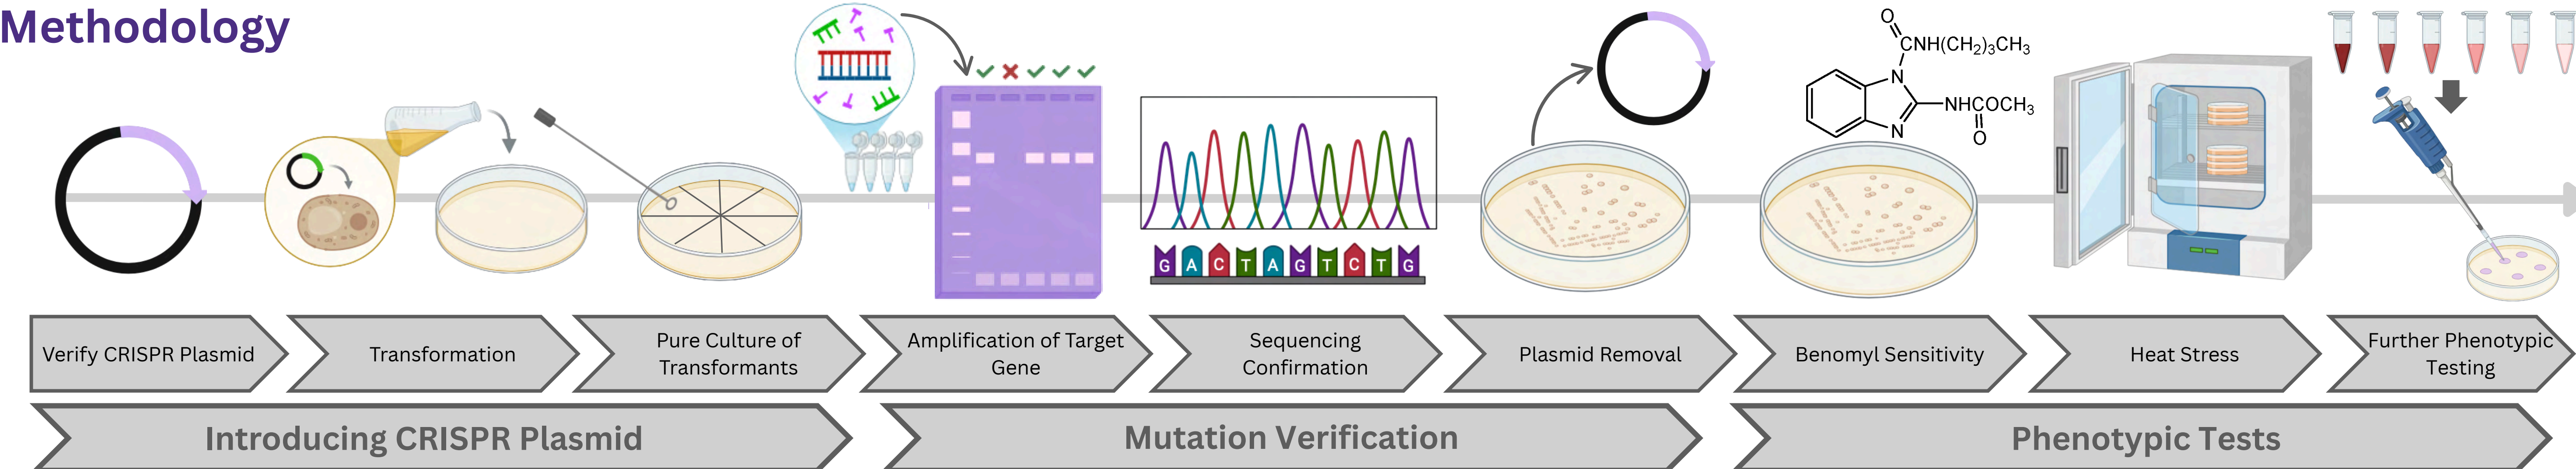 Methodology
O
CNH(CH2)3CH3
N
NHCOCH3
N
O
G A C T A G T C T G
Verify CRISPR Plasmid
Transformation
Pure Culture of
Transformants
Amplification of Target
Gene
Sequencing
Confirmation
Plasmid Removal
Benomyl Sensitivity
Heat Stress
Further Phenotypic
Testing
Introducing CRISPR Plasmid
Mutation Verification
Phenotypic Tests